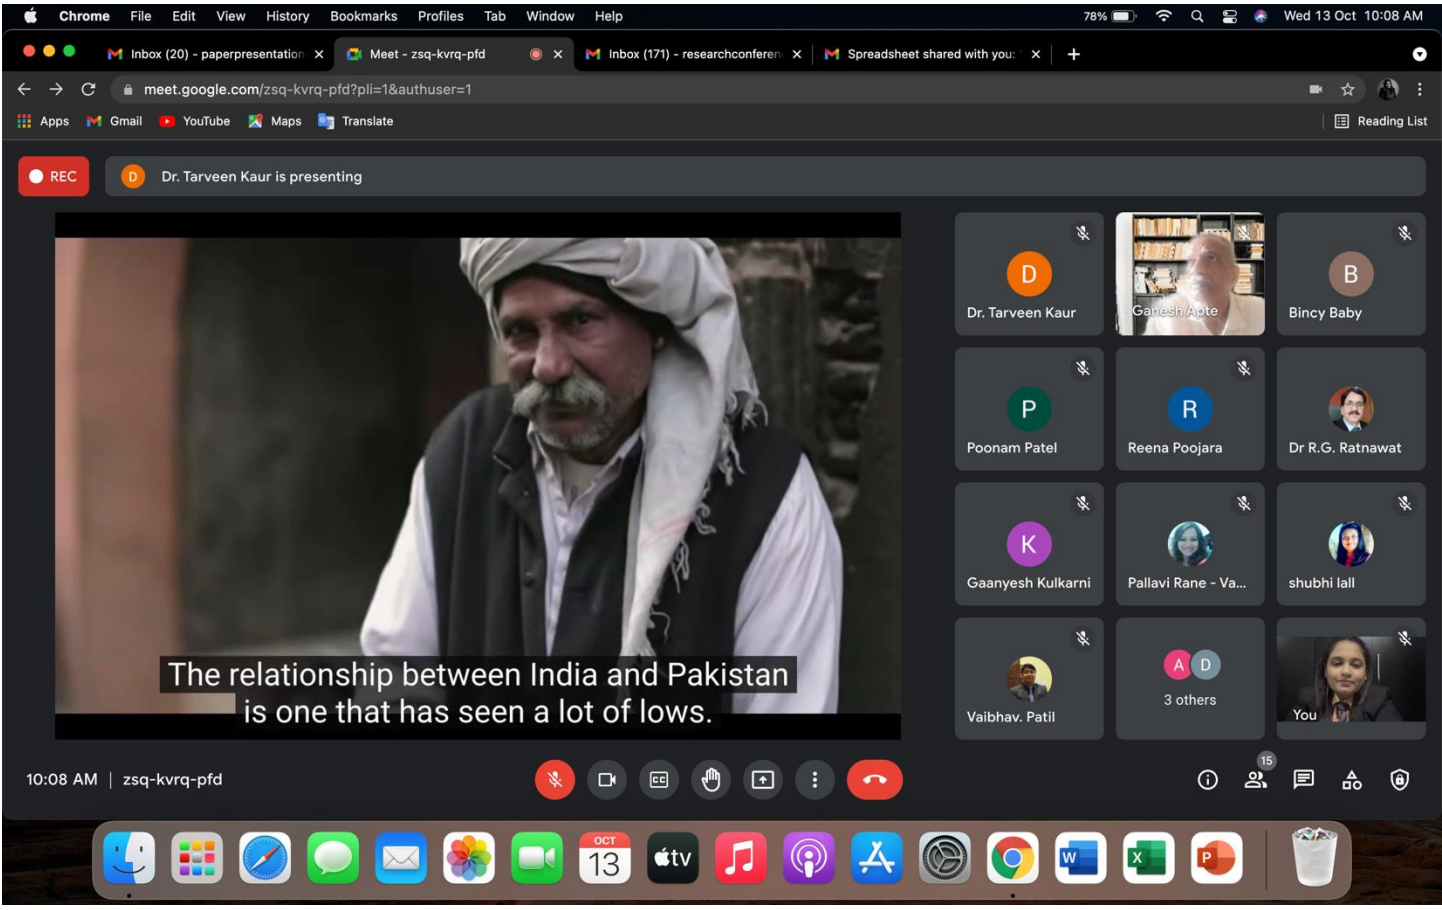 Chrome File Edit View History Bookmarks Profiles Tab Window Help 78% Wed 13 Oct 10:08 AM
Inbox (20) - paperpresentation Meet - zsq-kvrq-pfd Inbox (171) - researchconferen Spreadsheet shared with you:
meet.google.com/zsq-kvrq-pfd?pli=1&authuser=1
Apps Gmail YouTube Maps Translate Reading List
REC D Dr. Tarveen Kaur is presenting
D B
Dr. Tarveen Kaur Ganesh Apte Bincy Baby
P R
Poonam Patel Reena Poojara Dr R.G. Ratnawat
K
Gaanyesh Kulkarni Pallavi Rane - Va... shubhi lall
A D
3 others
Vaibhav. Patil You
The relationship between India and Pakistan
is one that has seen a lot of lows.
10:08 AM | zsq-kvrq-pfd CC 15
OCT
13 tv W X P